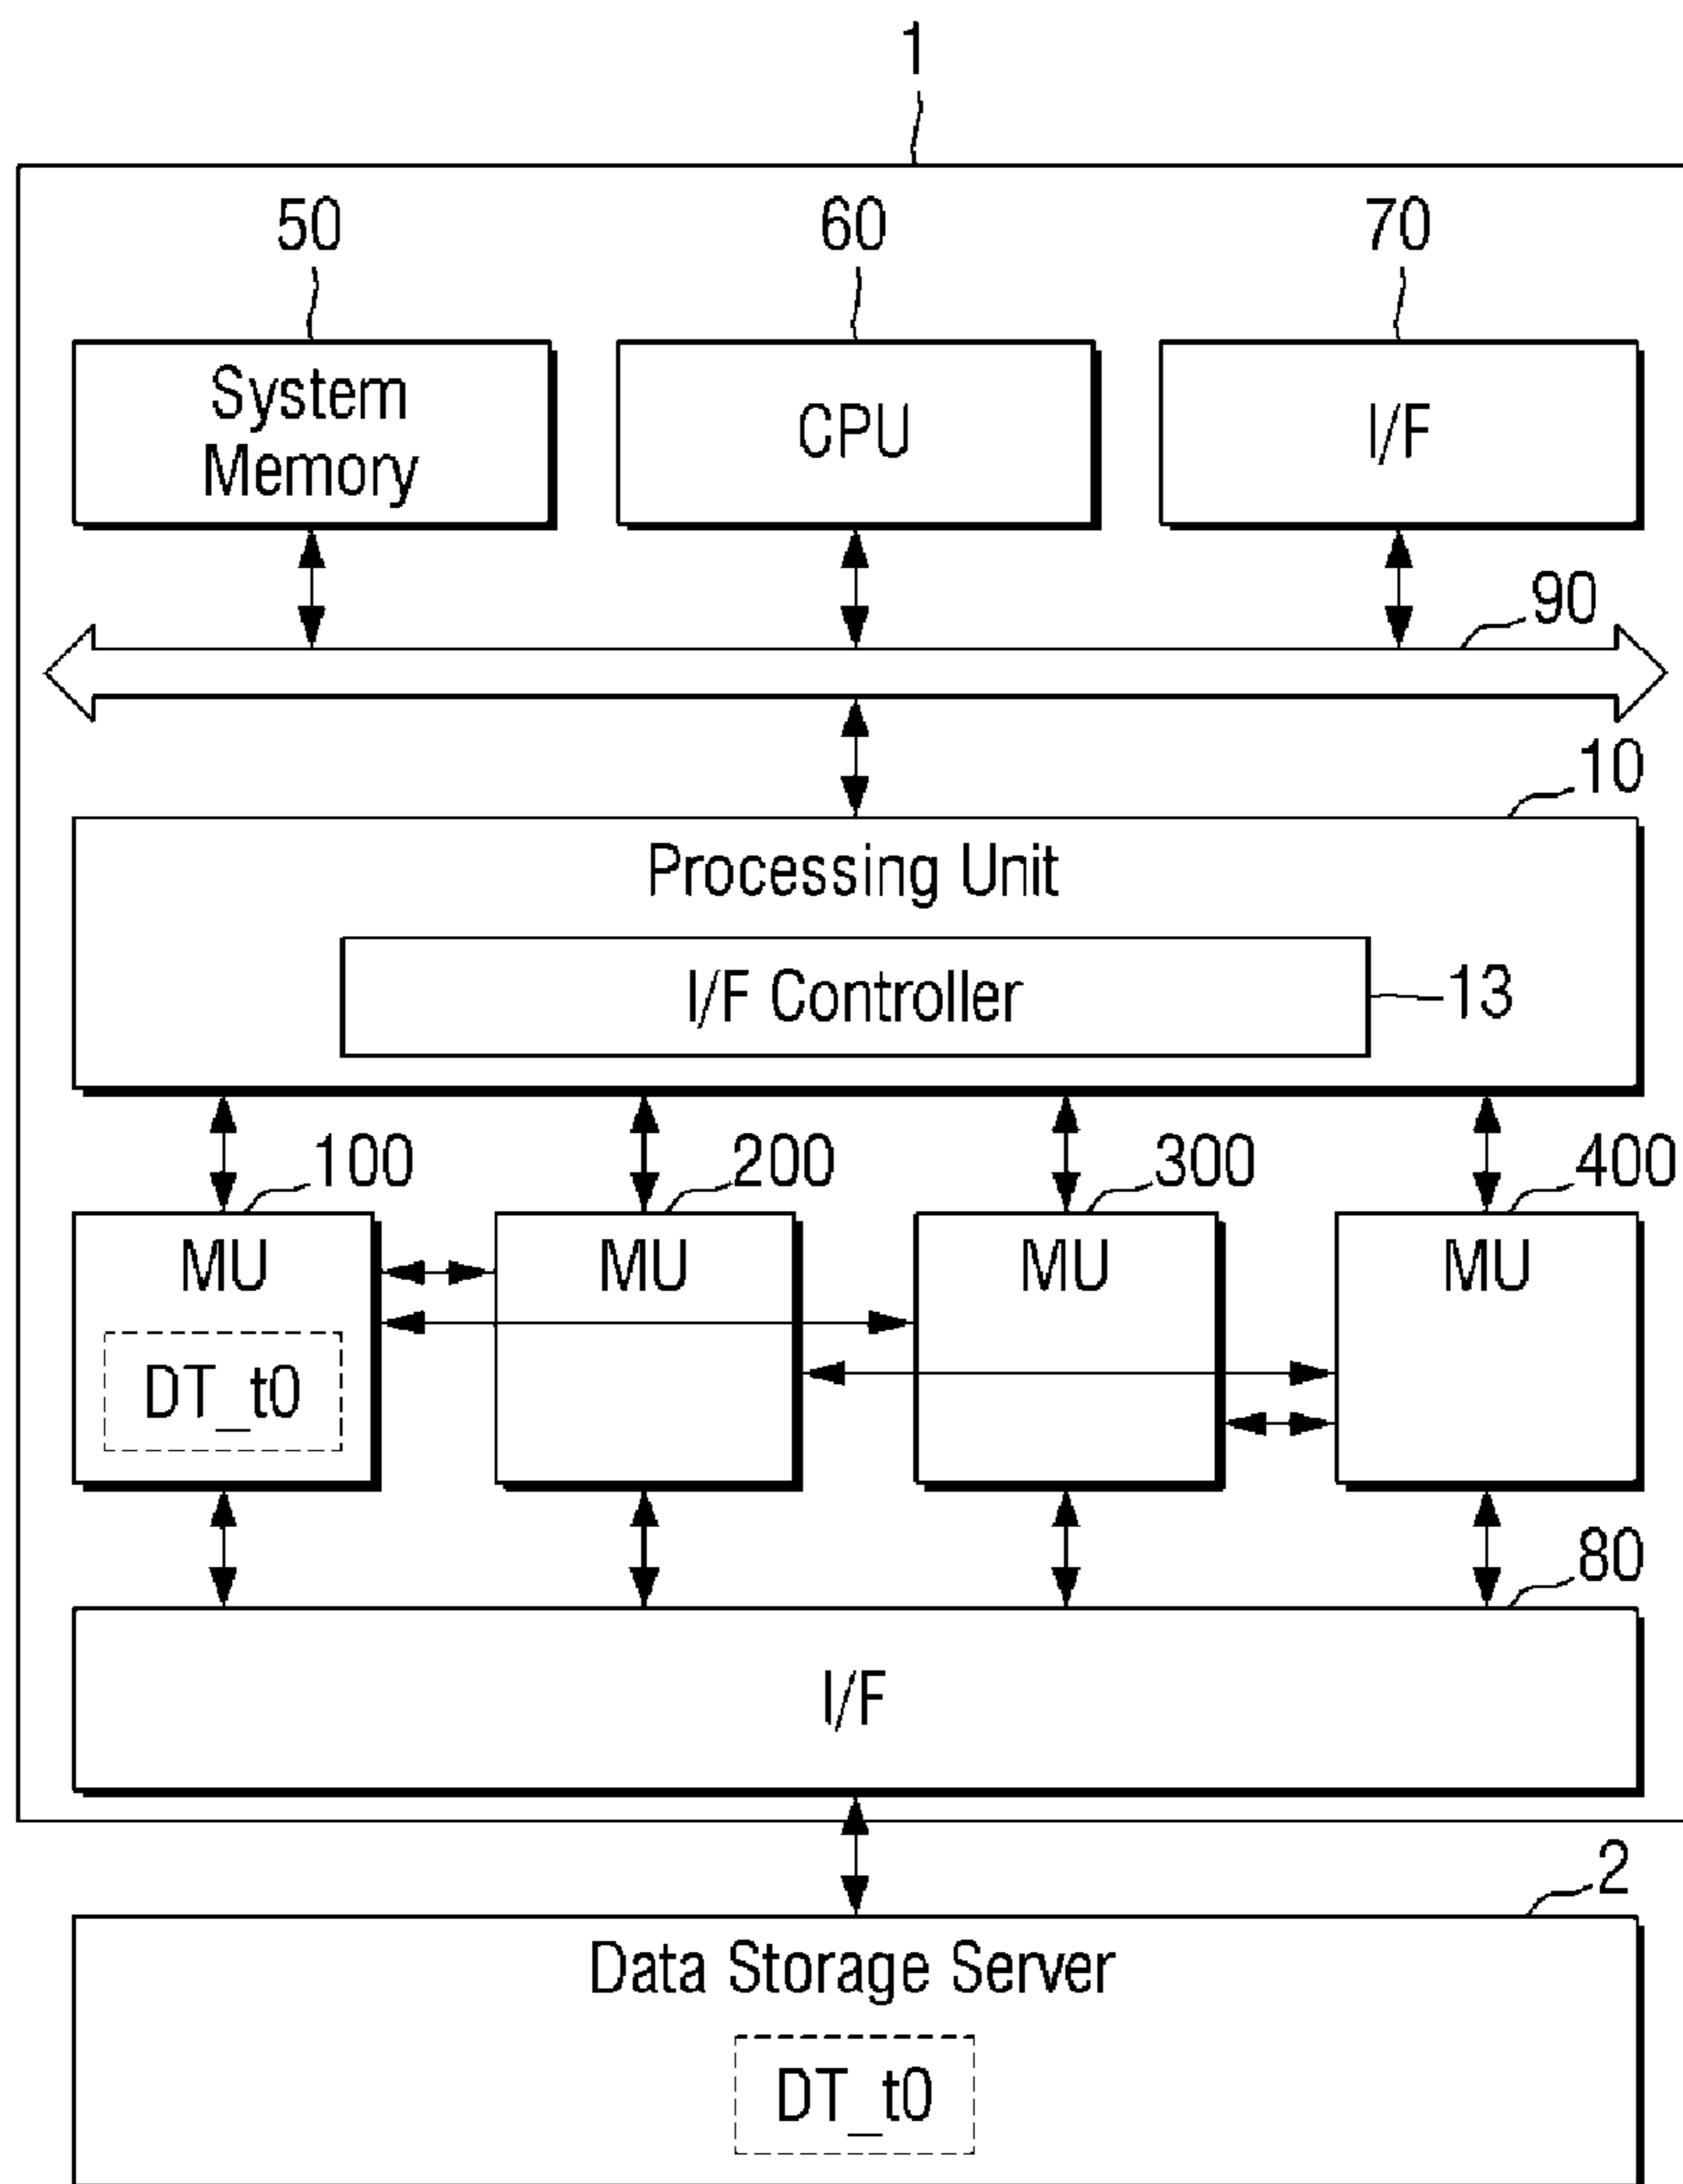 1
50
60
70
System
Memory
CPU
I/F
90
10
Processing Unit
I/F Controller
13
100
200
300
400
MU
MU
MU
MU
DT_t0
80
I/F
2
Data Storage Server
DT_t0